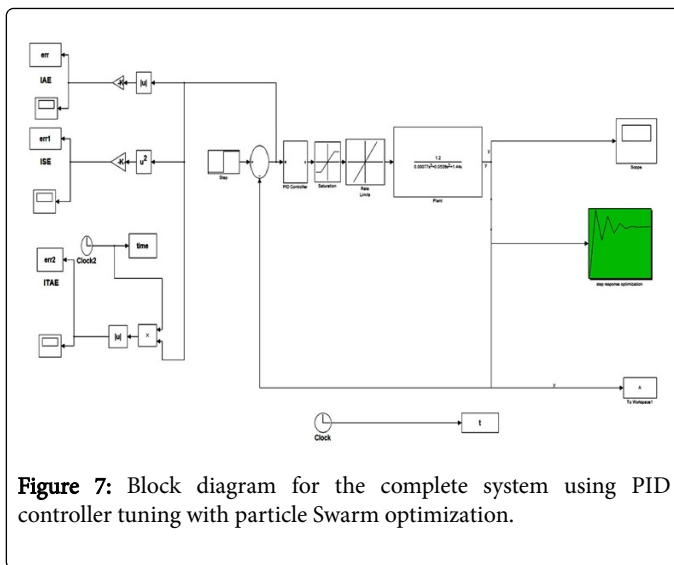 err
IAE
-K-
|u|
err1
ISE
-K-
u²
Step
PID Controller
Saturation
Rate
Limits
1.2
0.00077s³+0.0539s²+1.44s
Plant
y
y
Scope
step response optimization
Clock2
time
err2
ITAE
|u|
×
y
A
To Workspace1
Clock
t
Figure 7: Block diagram for the complete system using PID
controller tuning with particle Swarm optimization.